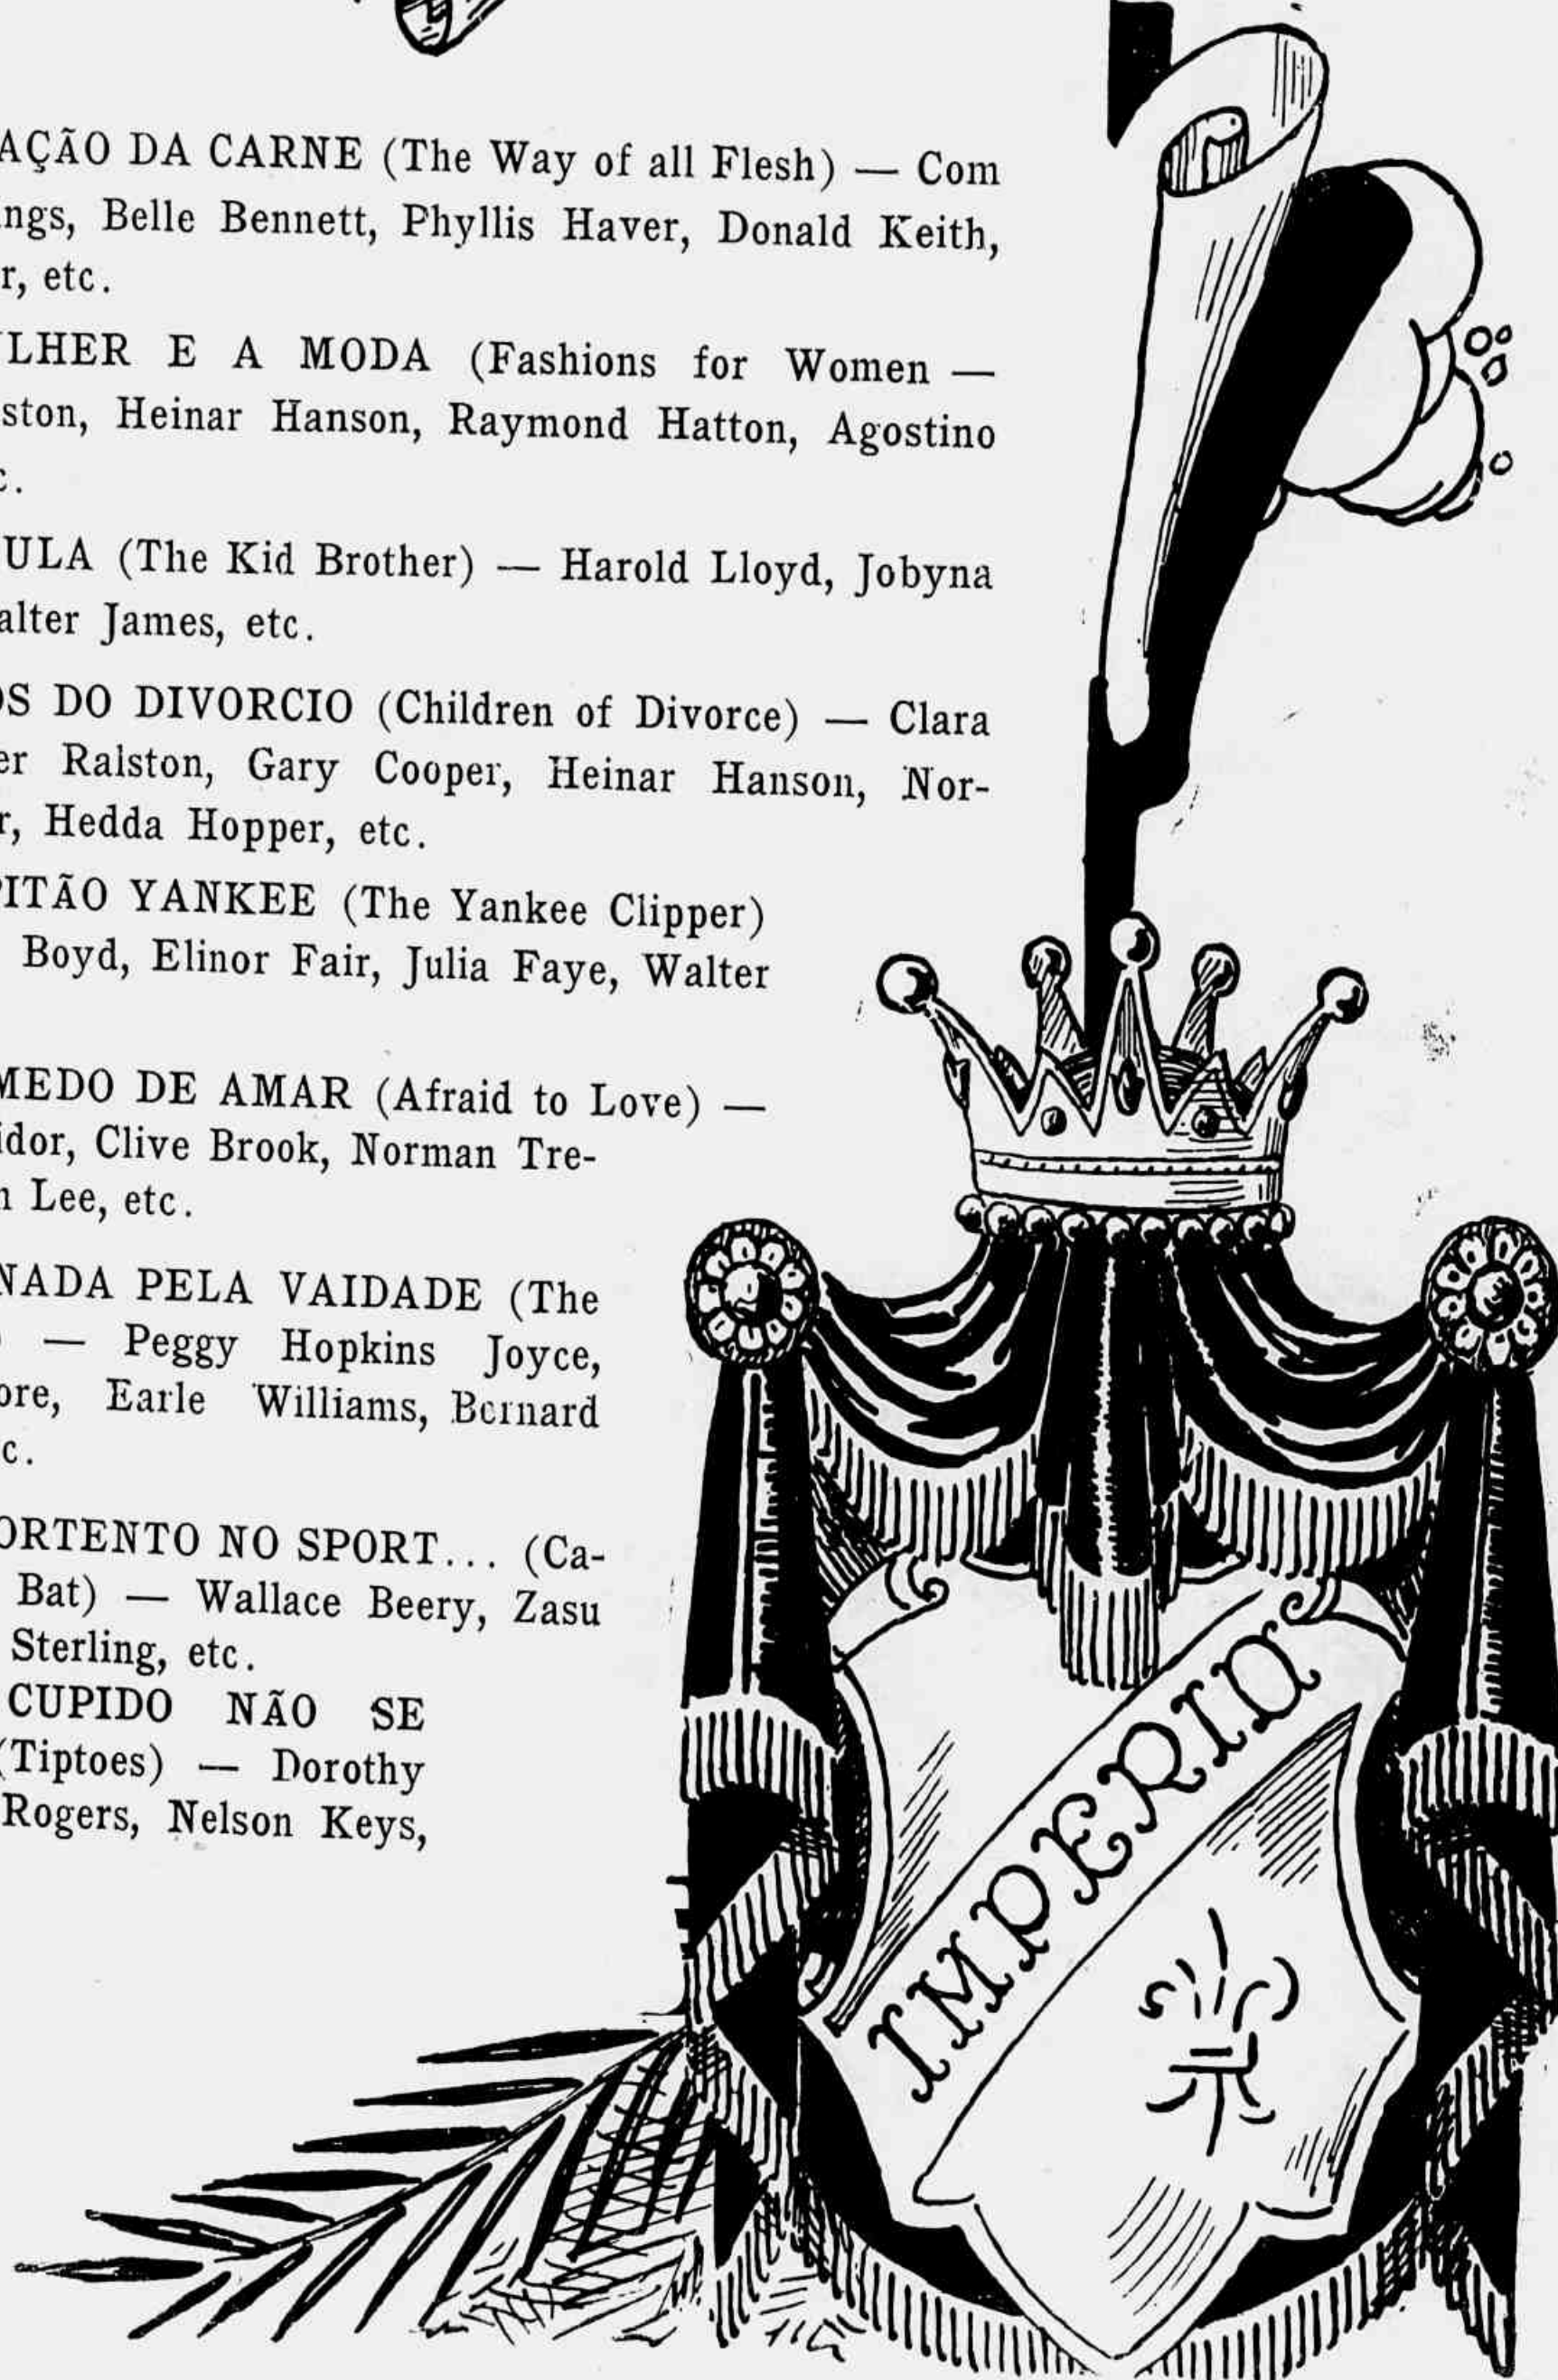 AÇÃO DA CARNE (The Way of all Flesh) — Com
ngs, Belle Bennett, Phyllis Haver, Donald Keith,
r, etc.
LHER E A MODA (Fashions for Women —
ston, Heinar Hanson, Raymond Hatton, Agostino
c.
ULA (The Kid Brother) — Harold Lloyd, Jobyna
alter James, etc.
OS DO DIVORCIO (Children of Divorce) — Clara
er Ralston, Gary Cooper, Heinar Hanson, Nor-
r, Hedda Hopper, etc.
PITÃO YANKEE (The Yankee Clipper)
Boyd, Elinor Fair, Julia Faye, Walter
MEDO DE AMAR (Afraid to Love) —
idor, Clive Brook, Norman Tre-
n Lee, etc.
NADA PELA VAIDADE (The
— Peggy Hopkins Joyce,
ore, Earle Williams, Bernard
c.
ORTENTO NO SPORT... (Ca-
Bat) — Wallace Beery, Zasu
Sterling, etc.
CUPIDO NÃO SE
(Tiptoes) — Dorothy
Rogers, Nelson Keys,
IMPERIO